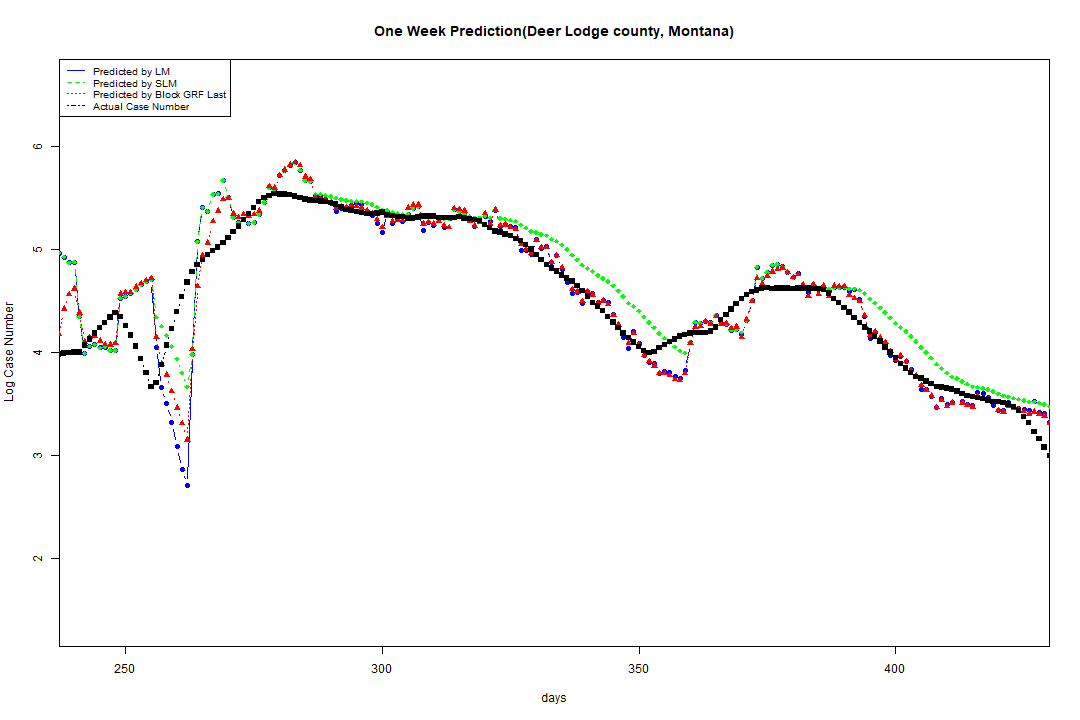 One Week Prediction(Deer Lodge county, Montana)
Predicted by LM
Predicted by SLM
Predicted by Block GRF Last
Actual Case Number
Log Case Number
6
5
4
3
2
250 300 350 400
days